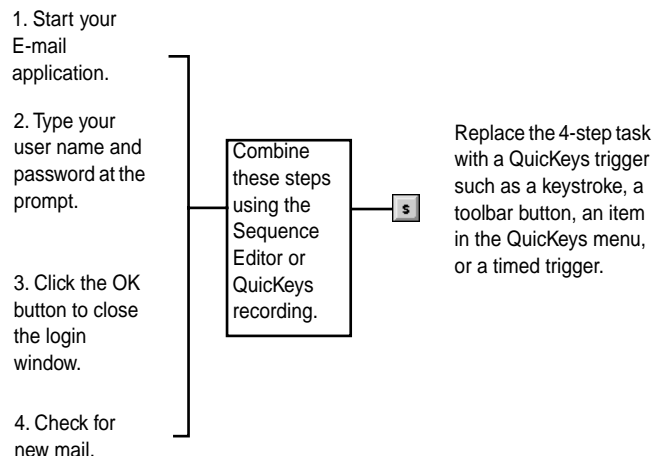 1. Start your
E-mail
application.
2. Type your
user name and
password at the
prompt.
3. Click the OK
button to close
the login
window.
4. Check for
new mail.
Combine
these steps
using the
Sequence
Editor or
QuicKeys
recording.
s
Replace the 4-step task
with a QuicKeys trigger
such as a keystroke, a
toolbar button, an item
in the QuicKeys menu,
or a timed trigger.